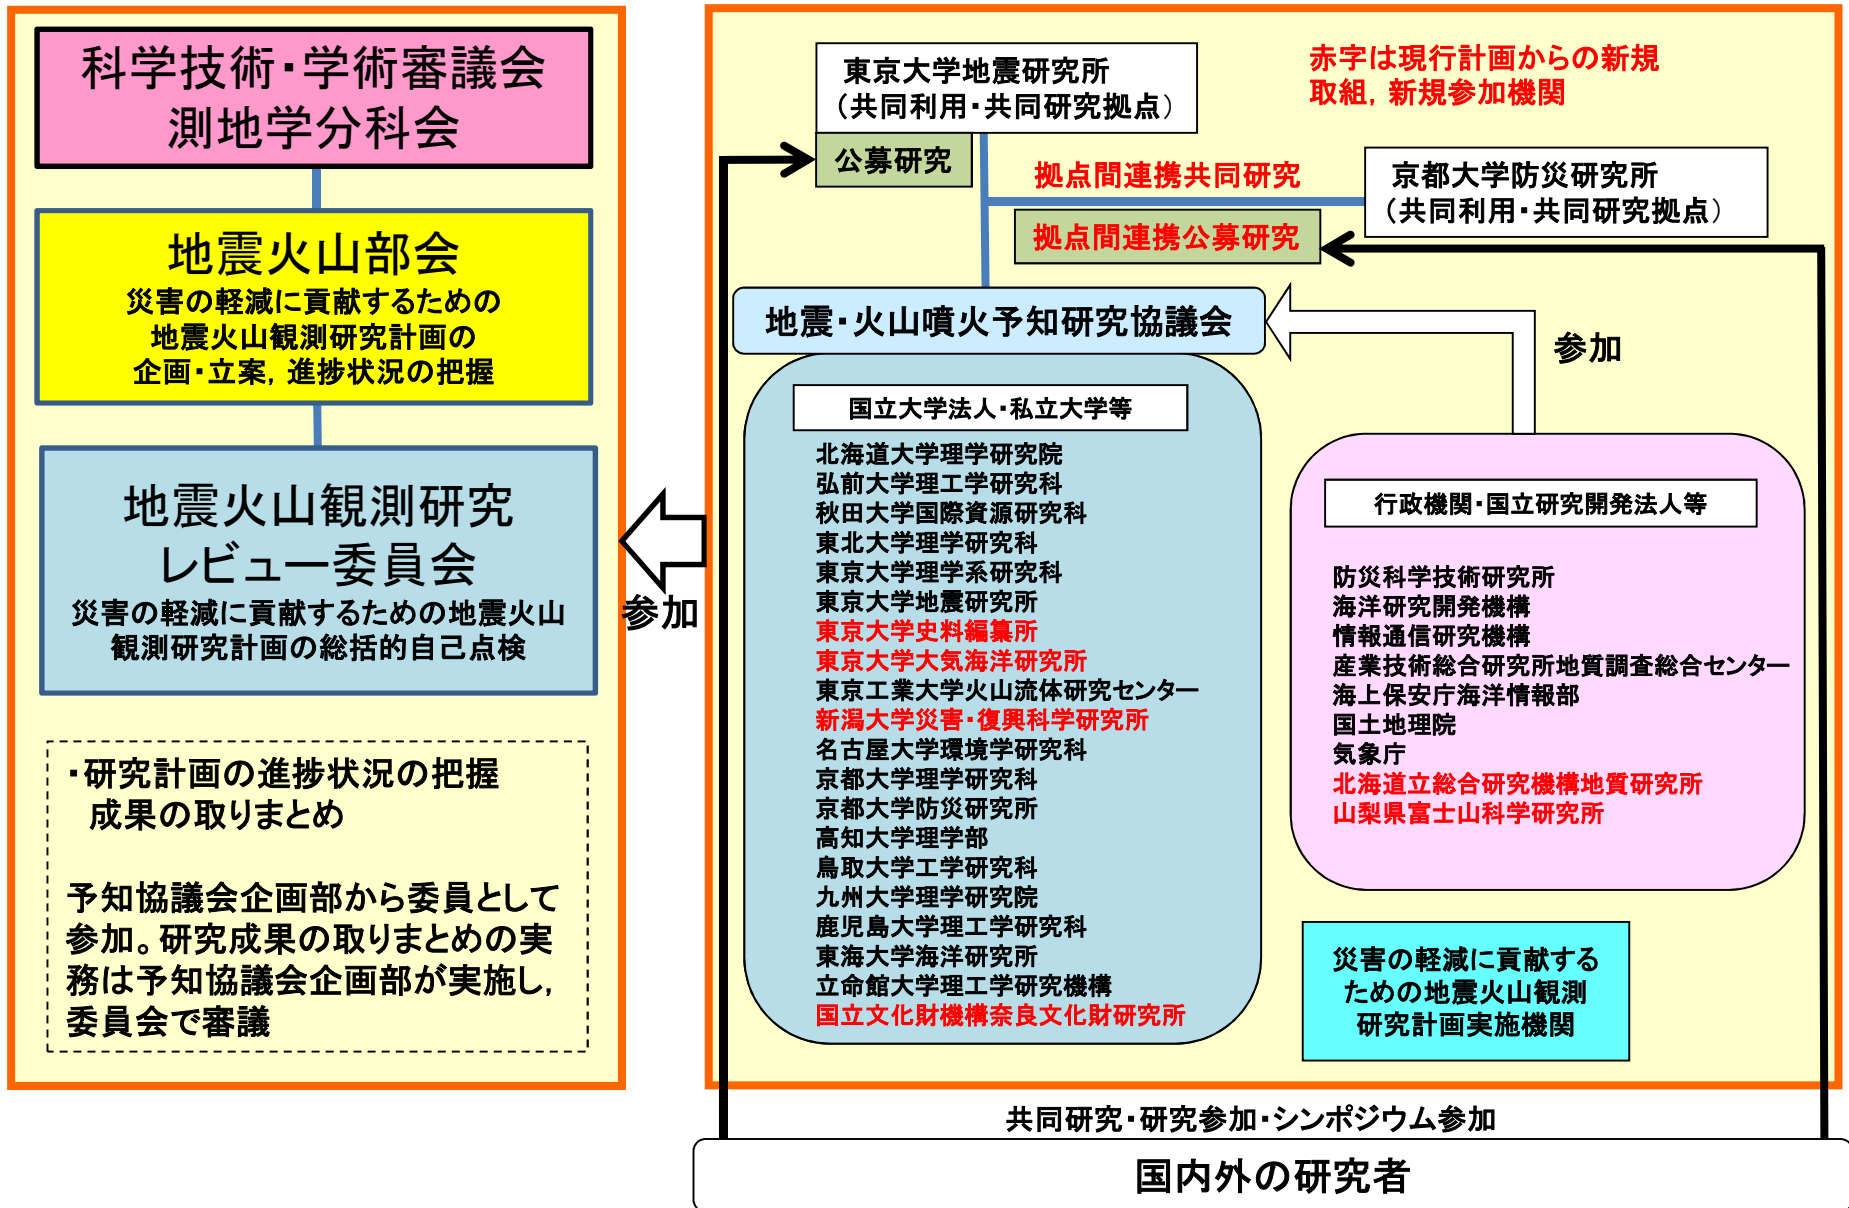 科学技術・学術審議会
測地学分科会
地震火山部会
災害の軽減に貢献するための
地震火山観測研究計画の
企画・立案, 進捗状況の把握
地震火山観測研究
レビュー委員会
災害の軽減に貢献するための地震火山
観測研究計画の総括的自己点検
・研究計画の進捗状況の把握
成果の取りまとめ
予知協議会企画部から委員として
参加。研究成果の取りまとめの実
務は予知協議会企画部が実施し,
委員会で審議
参加
東京大学地震研究所
（共同利用・共同研究拠点）
公募研究
赤字は現行計画からの新規
取組, 新規参加機関
拠点間連携共同研究
京都大学防災研究所
（共同利用・共同研究拠点）
拠点間連携公募研究
地震・火山噴火予知研究協議会
参加
国立大学法人・私立大学等
北海道大学理学研究院
弘前大学理工学研究科
秋田大学国際資源研究科
東北大学理学研究科
東京大学理学系研究科
東京大学地震研究所
東京大学史料編纂所
東京大学大気海洋研究所
東京工業大学火山流体研究センター
新潟大学災害・復興科学研究所
名古屋大学環境学研究科
京都大学理学研究科
京都大学防災研究所
高知大学理学部
鳥取大学工学研究科
九州大学理学研究院
鹿児島大学理工学研究科
東海大学海洋研究所
立命館大学理工学研究機構
国立文化財機構奈良文化財研究所
行政機関・国立研究開発法人等
防災科学技術研究所
海洋研究開発機構
情報通信研究機構
産業技術総合研究所地質調査総合センター
海上保安庁海洋情報部
国土地理院
気象庁
北海道立総合研究機構地質研究所
山梨県富士山科学研究所
災害の軽減に貢献する
ための地震火山観測
研究計画実施機関
共同研究・研究参加・シンポジウム参加
国内外の研究者